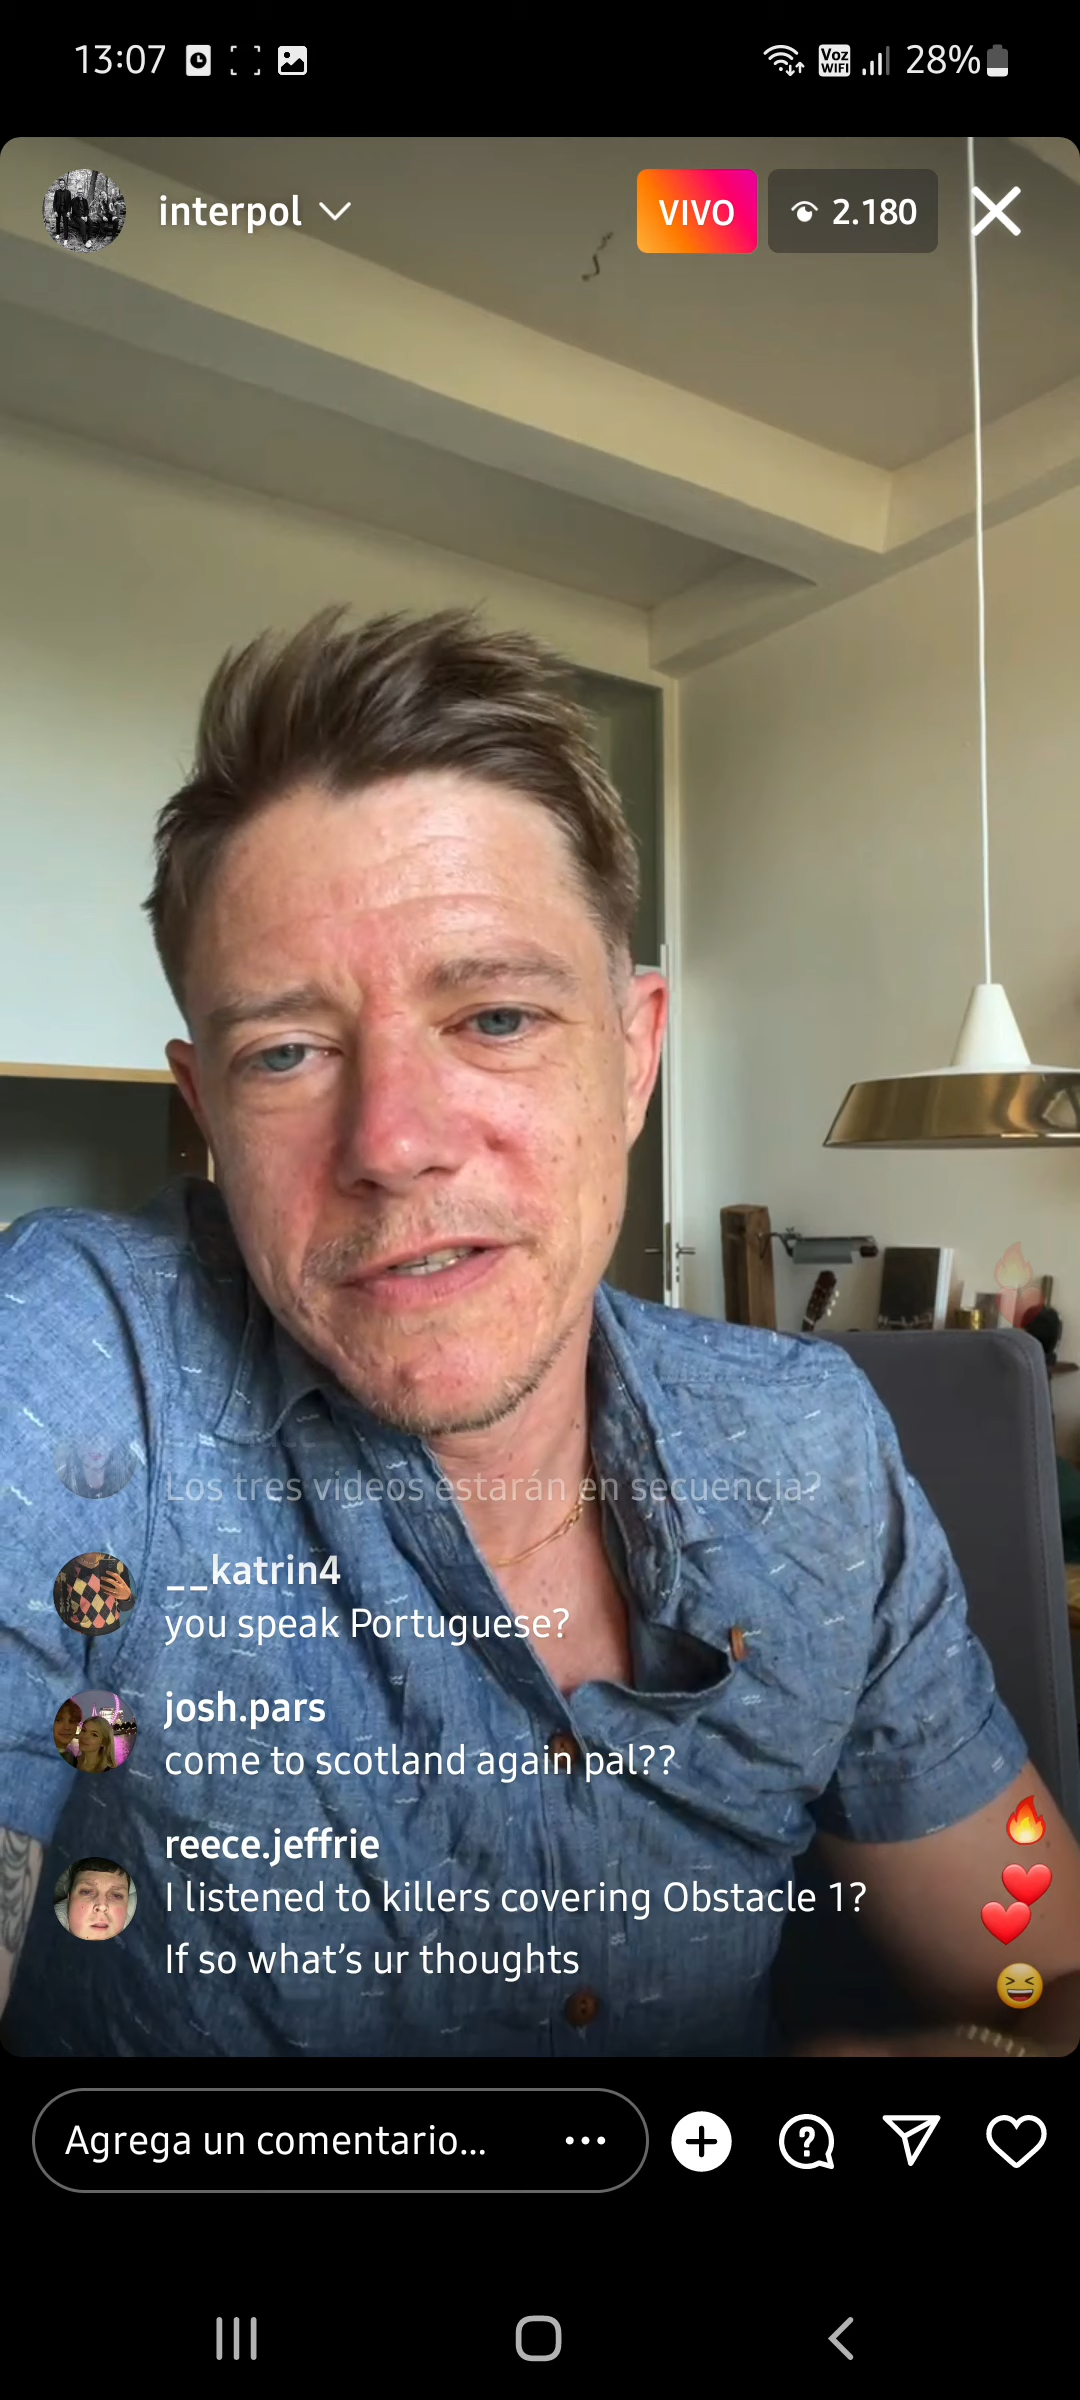 13:07
Voz
WIFI
28%
interpol
VIVO
2.180
Los tres videos estarán en secuencia?
__katrin4
you speak Portuguese?
josh.pars
come to scotland again pal??
reece.jeffrie
I listened to killers covering Obstacle 1?
If so what's ur thoughts
Agrega un comentario...